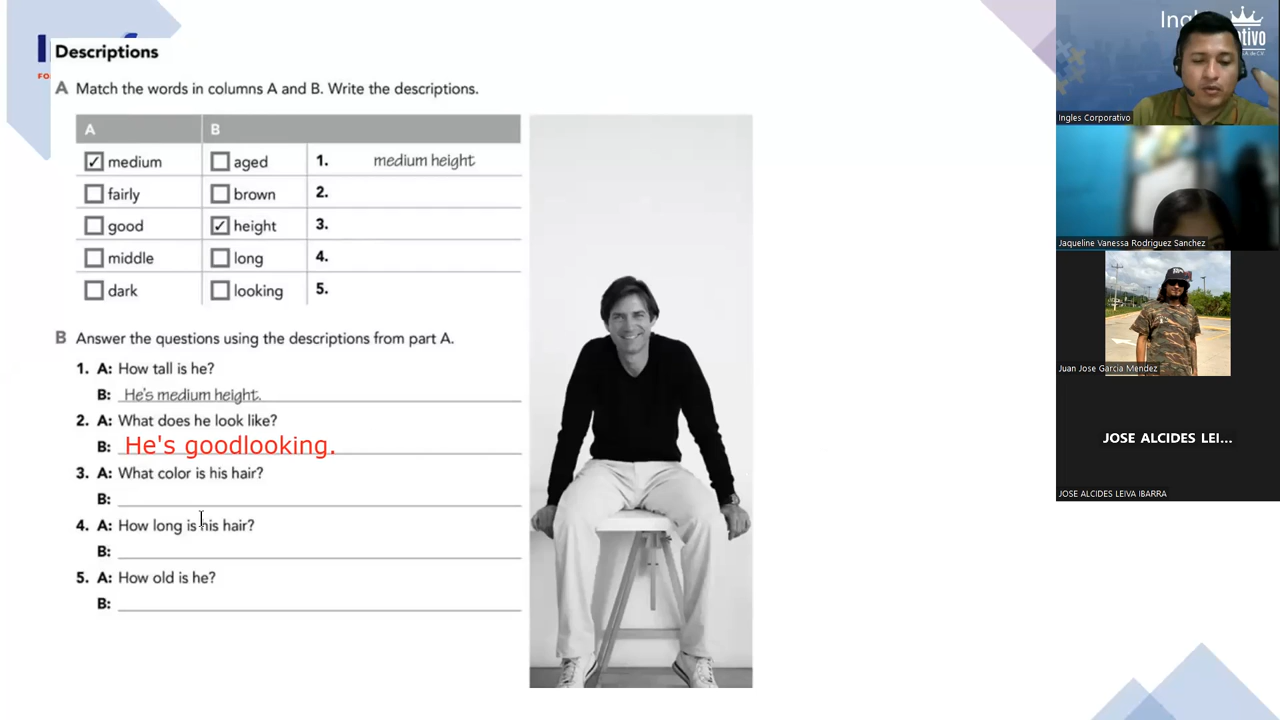 Descriptions
A Match the words in columns A and B. Write the descriptions.
A B
medium aged 1. medium height
fairly brown 2.
good height 3.
middle long 4.
dark looking 5.
B Answer the questions using the descriptions from part A.
1. A: How tall is he?
B: He's medium height.
2. A: What does he look like?
B: He's goodlooking.
3. A: What color is his hair?
B:
4. A: How long is his hair?
B:
5. A: How old is he?
B:
Ingles Corporativo
Jaqueline Vanessa Rodriguez Sanchez
Juan Jose Garcia Mendez
JOSE ALCIDES LEI...
JOSE ALCIDES LEIVA IBARRA